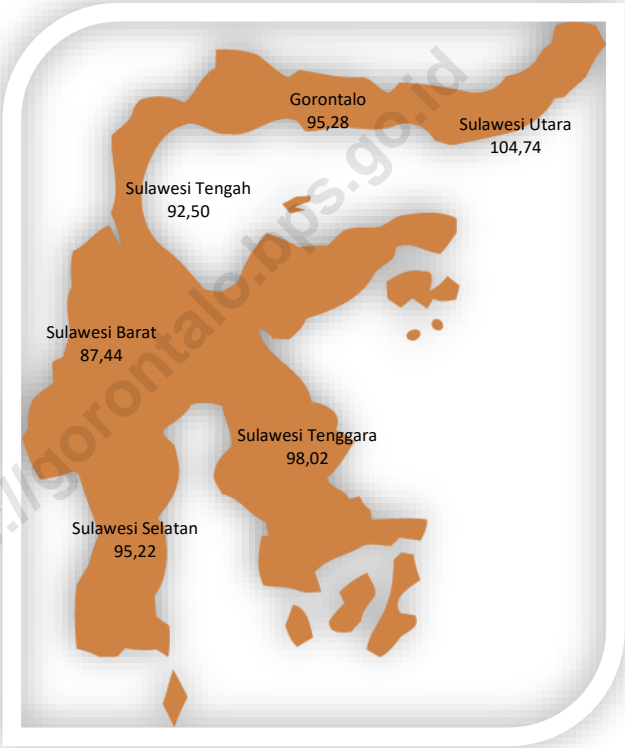 Gorontalo
95,28
Sulawesi Utara
104,74
Sulawesi Tengah
92,50
Sulawesi Barat
87,44
Sulawesi Tenggara
98,02
Sulawesi Selatan
95,22
://gorontalo.bps.go.id